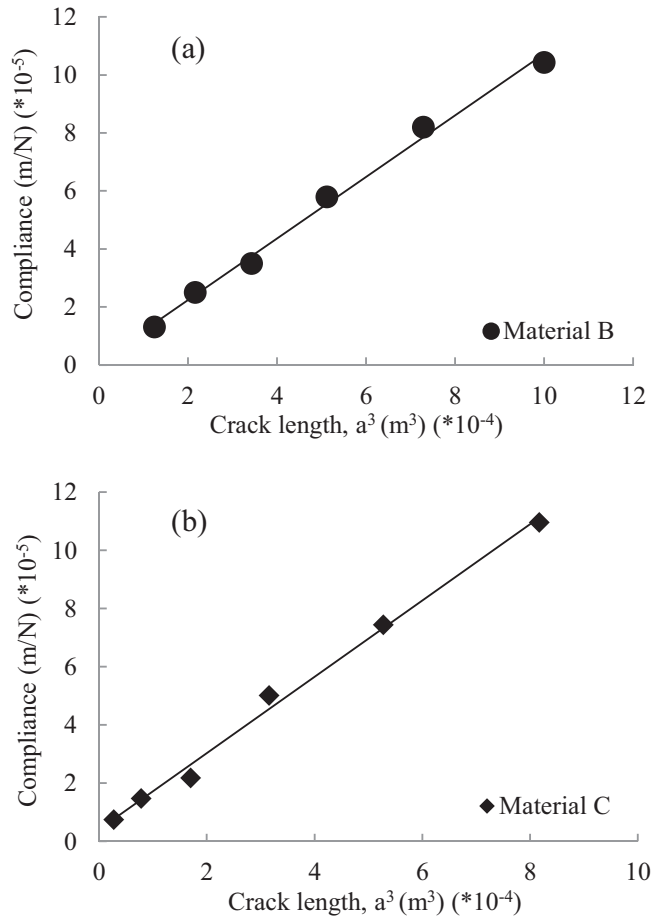 (a)
Compliance (m/N) (*10⁻⁵)
12
10
8
6
4
2
0
Material B
0 2 4 6 8 10 12
Crack length, a³ (m³) (*10⁻⁴)
(b)
Compliance (m/N) (*10⁻⁵)
12
10
8
6
4
2
0
Material C
0 2 4 6 8 10
Crack length, a³ (m³) (*10⁻⁴)